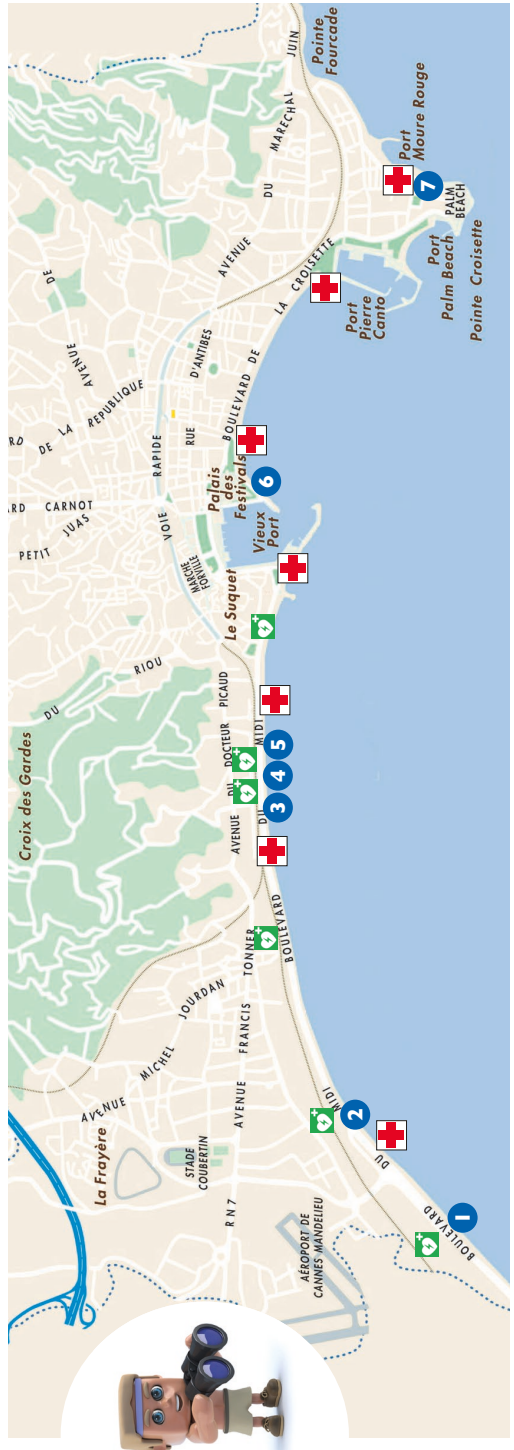 Croix des Gardes
La Frayère
AVENUE MICHEL JOURDAN
STADE
COUBERTIN
RN7
AVENUE FRANCIS TONNER
AÉROPORT DE
CANNES MANDELIEU
BOULEVARD DU MIDI
BOULEVARD DU MIDI
AVENUE DU DOCTEUR PICAUD
DU RIOU
PETIT JUAS
ARD CARNOT
RD DE LA REPUBLIQUE
AVENUE DE
VOIE RAPIDE
RUE D'ANTIBES
MARCHE
FORVILLE
Le Suquet
Vieux
Port
Palais
des
Festivals
BOULEVARD DE LA CROISETTE
AVENUE DU MARECHAL JUIN
Pointe
Fourcade
Port
Moure Rouge
PALM
BEACH
Port
Palm Beach
Pointe Croisette
Port
Pierre
Canto
1
2
3
4
5
6
7